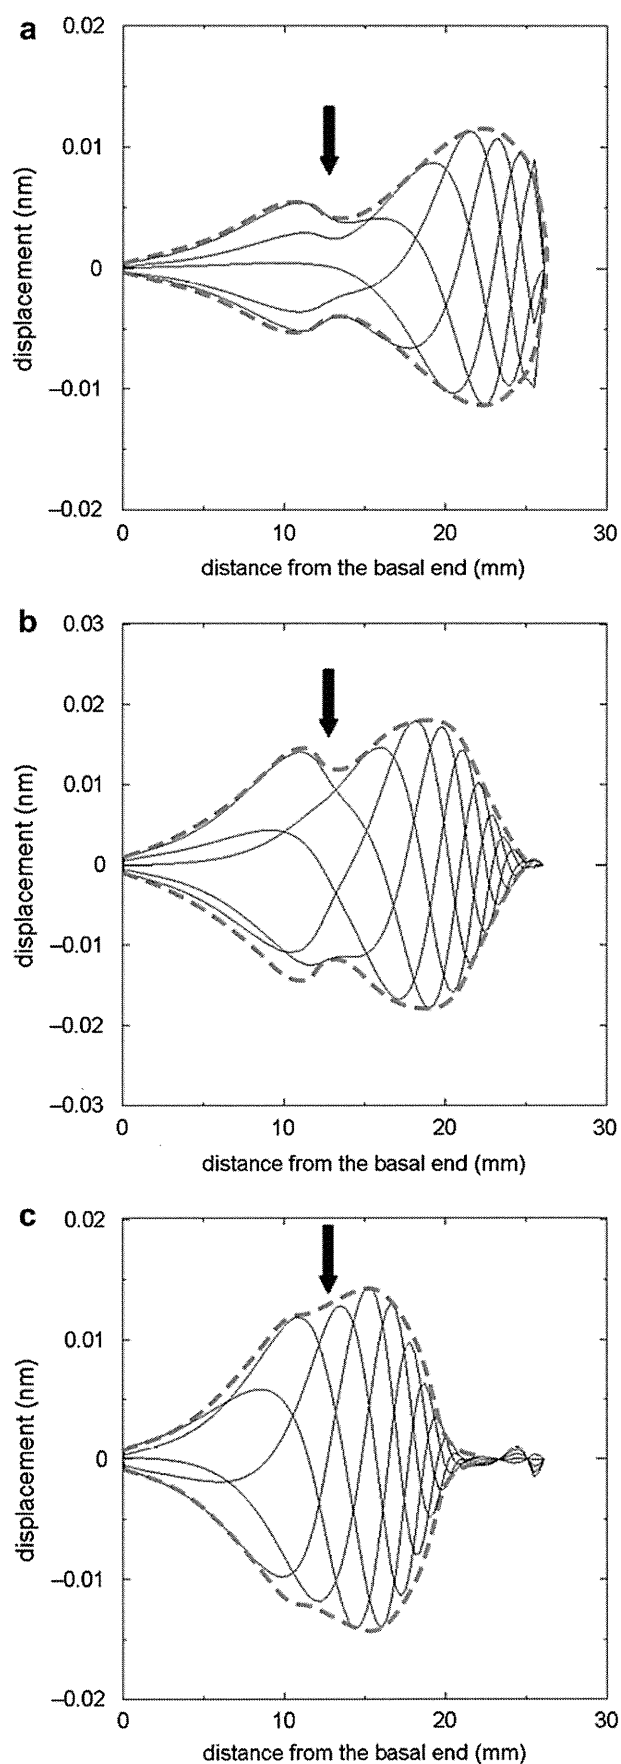 a
0.02
0.01
0
–0.01
–0.02
displacement (nm)
0 10 20 30
distance from the basal end (mm)
b
0.03
0.02
0.01
0
–0.01
–0.02
–0.03
displacement (nm)
0 10 20 30
distance from the basal end (mm)
c
0.02
0.01
0
–0.01
–0.02
displacement (nm)
0 10 20 30
distance from the basal end (mm)